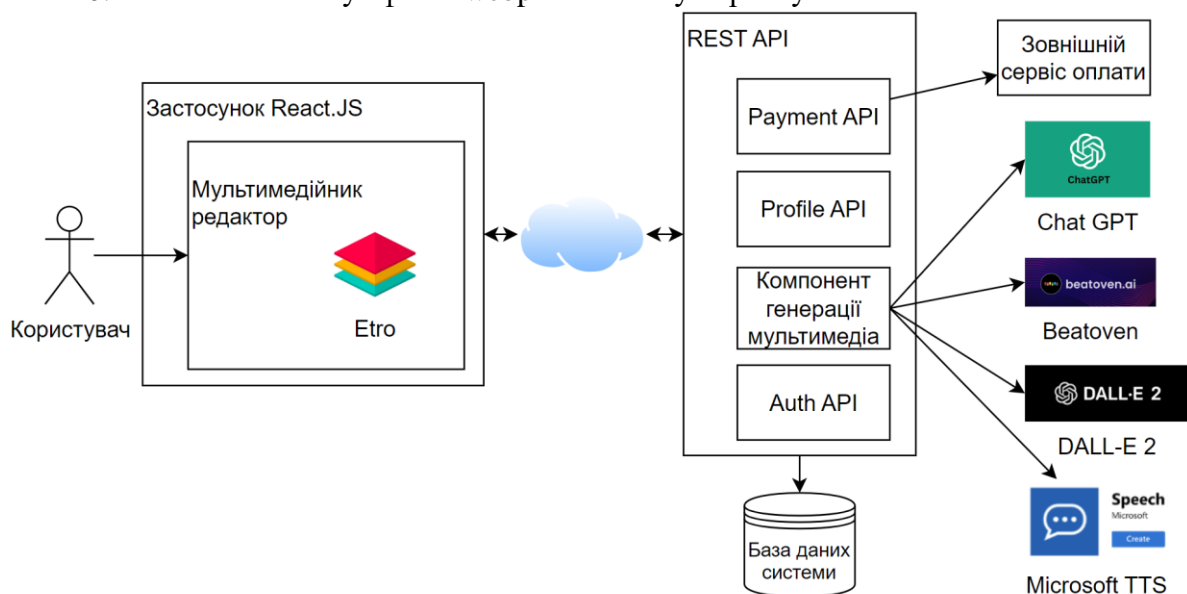 REST API
Зовнішній
сервіс оплати
Застосунок React.JS
Payment API
Мультимедійник
редактор
ChatGPT
Chat GPT
Profile API
Компонент
генерації
мультимедіа
beatoven.ai
Beatoven
Користувач
Etro
Auth API
DALL·E 2
DALL-E 2
База даних
системи
Speech
Microsoft
Create
Microsoft TTS